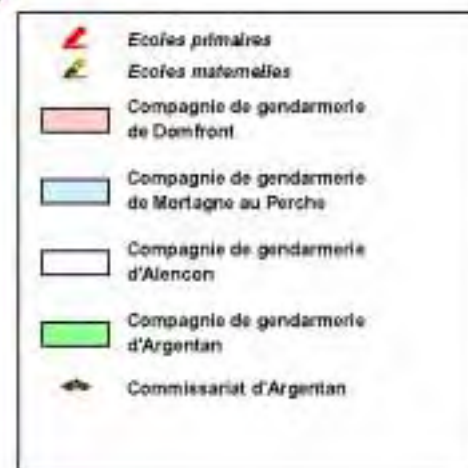 Ecoles primaires
Ecoles maternelles
Compagnie de gendarmerie
de Domfront
Compagnie de gendarmerie
de Mortagne au Perche
Compagnie de gendarmerie
d'Alencon
Compagnie de gendarmerie
d'Argentan
Commissariat d'Argentan